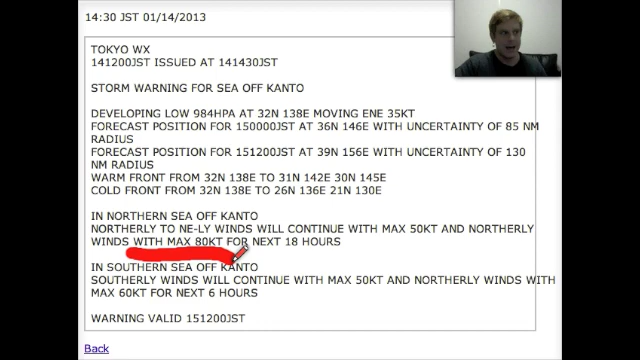 14:30 JST 01/14/2013
TOKYO WX
141200JST ISSUED AT 141430JST
STORM WARNING FOR SEA OFF KANTO
DEVELOPING LOW 984HPA AT 32N 138E MOVING ENE 35KT
FORECAST POSITION FOR 150000JST AT 36N 146E WITH UNCERTAINTY OF 85 NM
RADIUS
FORECAST POSITION FOR 151200JST AT 39N 156E WITH UNCERTAINTY OF 130
NM RADIUS
WARM FRONT FROM 32N 138E TO 31N 142E 30N 145E
COLD FRONT FROM 32N 138E TO 26N 136E 21N 130E
IN NORTHERN SEA OFF KANTO
NORTHERLY TO NE-LY WINDS WILL CONTINUE WITH MAX 50KT AND NORTHERLY
WINDS WITH MAX 80KT FOR NEXT 18 HOURS
IN SOUTHERN SEA OFF KANTO
SOUTHERLY WINDS WILL CONTINUE WITH MAX 50KT AND NORTHERLY WINDS WITH
MAX 60KT FOR NEXT 6 HOURS
WARNING VALID 151200JST
Back